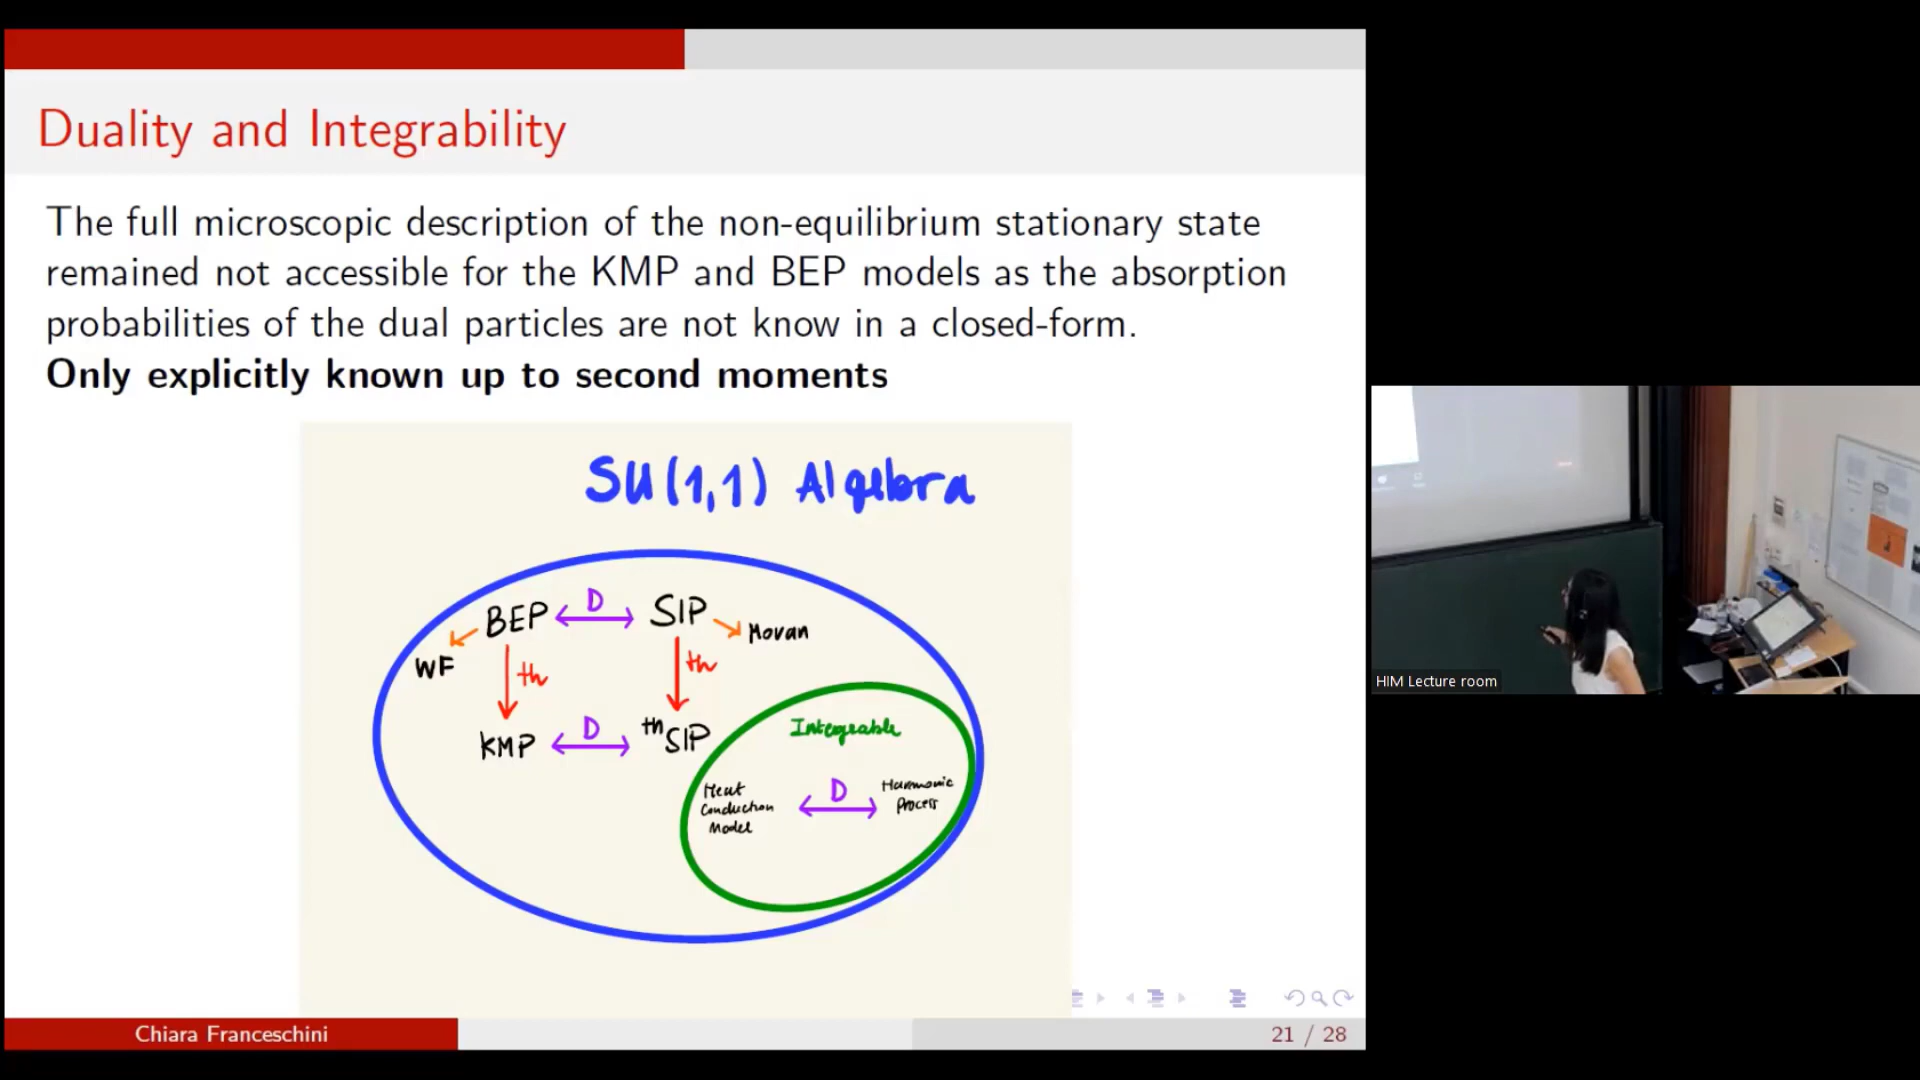 Duality and Integrability
The full microscopic description of the non-equilibrium stationary state
remained not accessible for the KMP and BEP models as the absorption
probabilities of the dual particles are not know in a closed-form.
Only explicitly known up to second moments
SU(1,1) Algebra
BEP D SIP
WF Moran
th th
KMP D thSIP
Integrable
Heat Conduction Model D Harmonic Process
Chiara Franceschini 21 / 28
HIM Lecture room